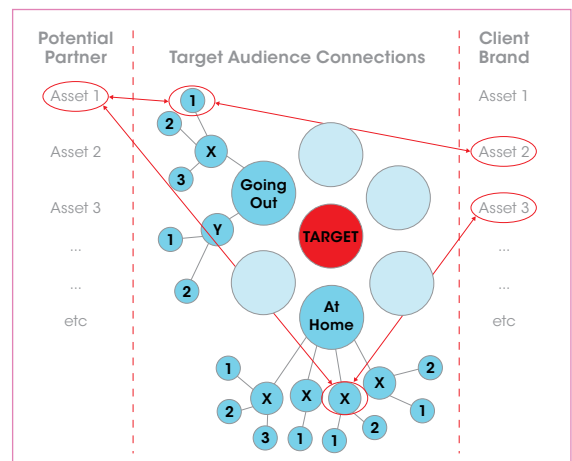 Potential
Partner
Target Audience Connections
Client
Brand
Asset 1
Asset 2
Asset 3
...
...
etc
1
2
X
3
Going
Out
Y
1
2
TARGET
At
Home
1
X
2
3
X
1
X
1
2
X
2
1
Asset 1
Asset 2
Asset 3
...
...
etc